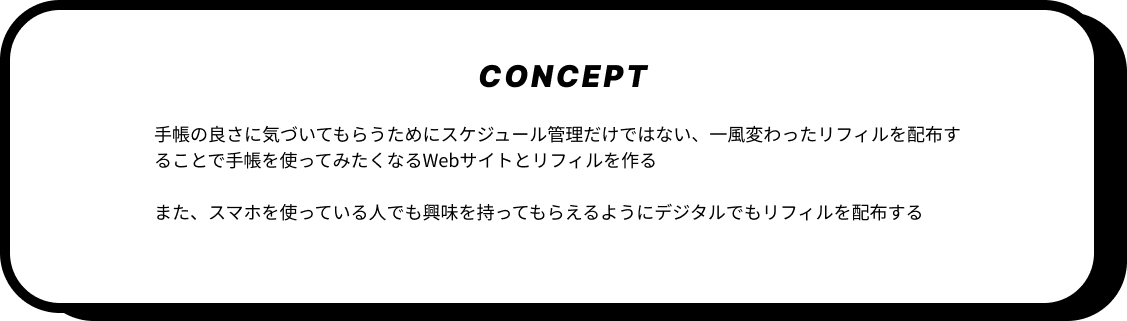 CONCEPT
手帳の良さに気づいてもらうためにスケジュール管理だけではない、一風変わったリフィルを配布す
ることで手帳を使ってみたくなるWebサイトとリフィルを作る
また、スマホを使っている人でも興味を持ってもらえるようにデジタルでもリフィルを配布する